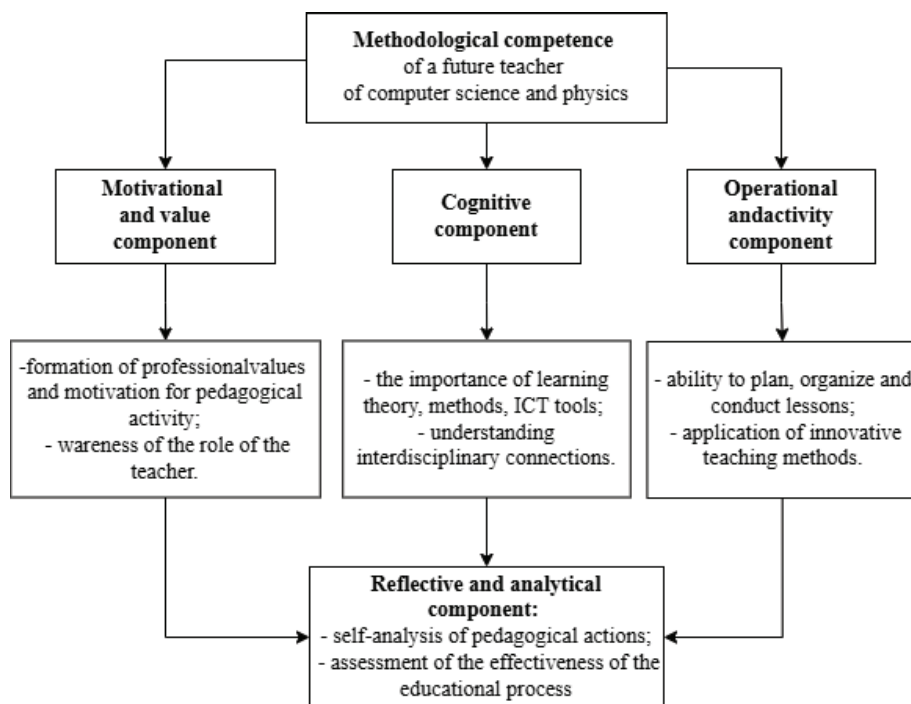 Methodological competence
of a future teacher
of computer science and physics
Motivational
and value
component
Cognitive
component
Operational
andactivity
component
-formation of professionalvalues
and motivation for pedagogical
activity;
- wareness of the role of the
teacher.
- the importance of learning
theory, methods, ICT tools;
- understanding
interdisciplinary connections.
- ability to plan, organize and
conduct lessons;
- application of innovative
teaching methods.
Reflective and analytical
component:
- self-analysis of pedagogical actions;
- assessment of the effectiveness of the
educational process